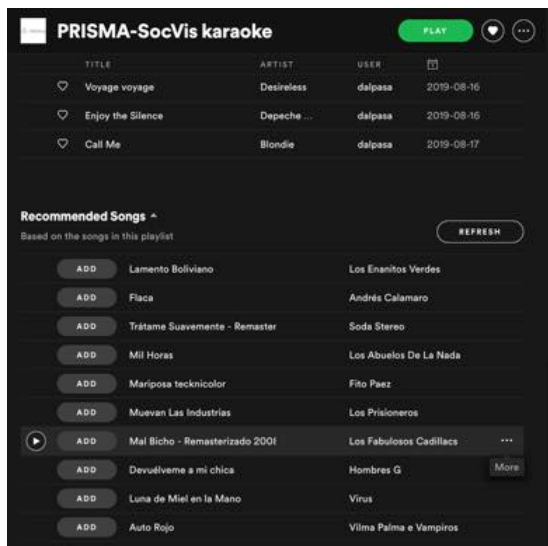 PRISMA-SocVis karaoke PLAY
TITLE ARTIST USER
Voyage voyage Desireless dalpasa 2019-08-16
Enjoy the Silence Depeche ... dalpasa 2019-08-16
Call Me Blondie dalpasa 2019-08-17
Recommended Songs
Based on the songs in this playlist REFRESH
ADD Lamento Boliviano Los Enanitos Verdes
ADD Flaca Andrés Calamaro
ADD Trátame Suavemente - Remaster Soda Stereo
ADD Mil Horas Los Abuelos De La Nada
ADD Mariposa tecknicolor Fito Paez
ADD Muevan Las Industrias Los Prisioneros
ADD Mal Bicho - Remasterizado 2008 Los Fabulosos Cadillacs ...
More
ADD Devuélveme a mi chica Hombres G
ADD Luna de Miel en la Mano Virus
ADD Auto Rojo Vilma Palma e Vampiros